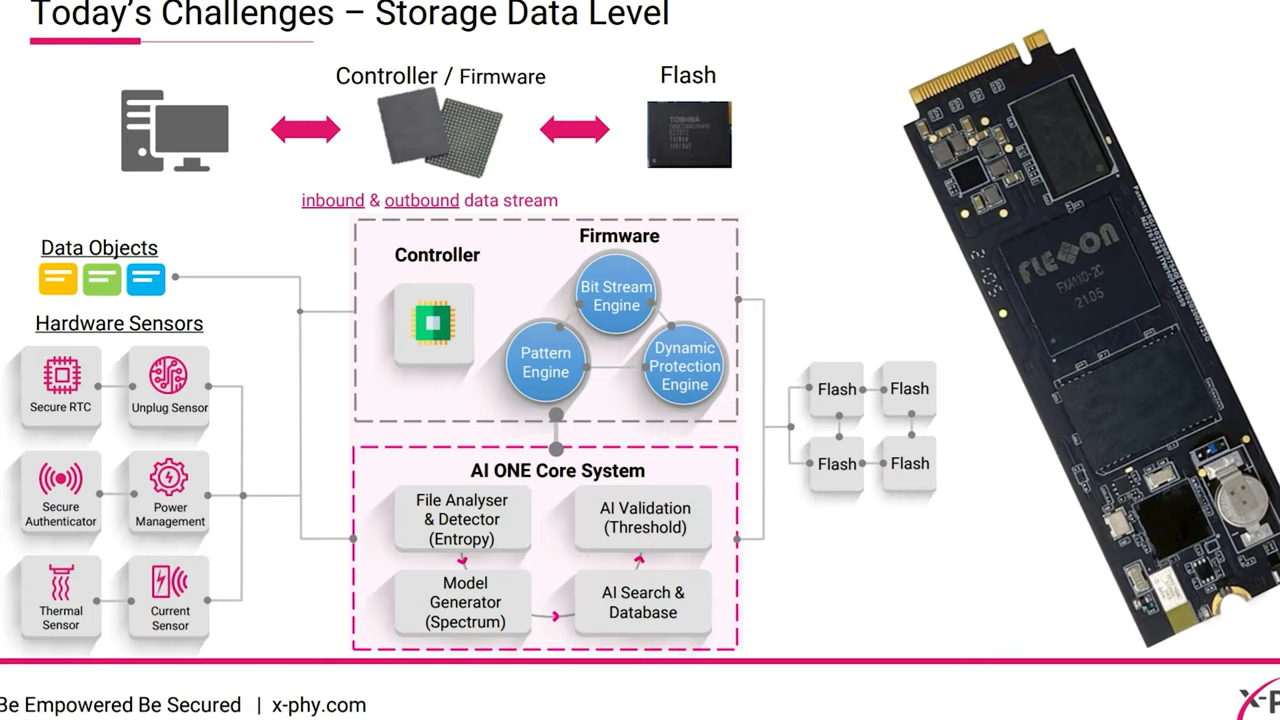 Today's Challenges – Storage Data Level
Controller / Firmware
Flash
TOSHIBA
inbound & outbound data stream
Data Objects
Hardware Sensors
Secure RTC
Unplug Sensor
Secure
Authenticator
Power
Management
Thermal
Sensor
Current
Sensor
Controller
Firmware
Bit Stream
Engine
Pattern
Engine
Dynamic
Protection
Engine
AI ONE Core System
File Analyser
& Detector
(Entropy)
AI Validation
(Threshold)
Model
Generator
(Spectrum)
AI Search &
Database
Flash
Flash
Flash
Flash
FLEXON
2105
Be Empowered Be Secured | x-phy.com